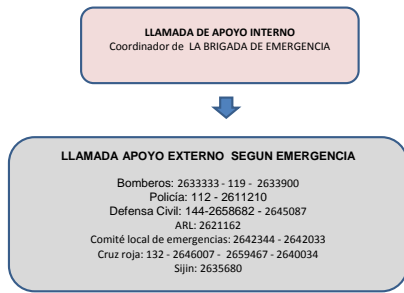 LLAMADA DE APOYO INTERNO
Coordinador de LA BRIGADA DE EMERGENCIA
LLAMADA APOYO EXTERNO SEGUN EMERGENCIA
Bomberos: 2633333 - 119 - 2633900
Policía: 112 - 2611210
Defensa Civil: 144-2658682 - 2645087
ARL: 2621162
Comité local de emergencias: 2642344 - 2642033
Cruz roja: 132 - 2646007 - 2659467 - 2640034
Sijin: 2635680